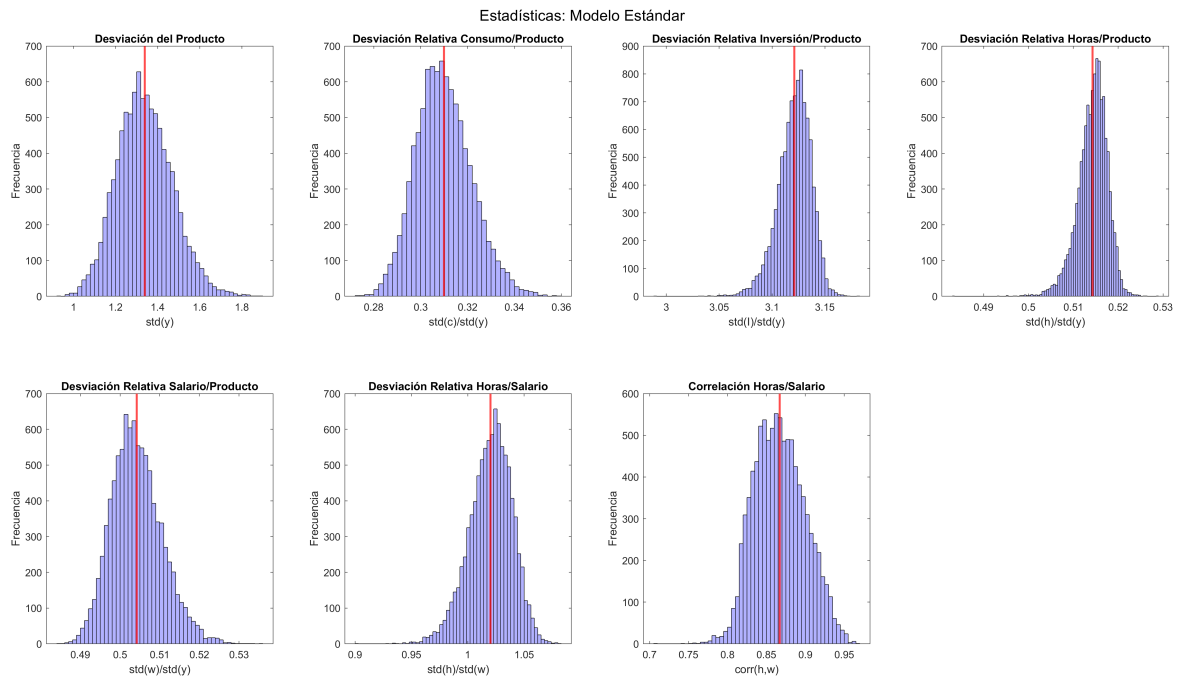 Estadísticas: Modelo Estándar
Desviación del Producto
700
600
500
400
300
200
100
0
Frecuencia
1 1.2 1.4 1.6 1.8
std(y)
Desviación Relativa Consumo/Producto
700
600
500
400
300
200
100
0
Frecuencia
0.28 0.3 0.32 0.34 0.36
std(c)/std(y)
Desviación Relativa Inversión/Producto
900
800
700
600
500
400
300
200
100
0
Frecuencia
3 3.05 3.1 3.15
std(I)/std(y)
Desviación Relativa Horas/Producto
700
600
500
400
300
200
100
0
Frecuencia
0.49 0.5 0.51 0.52 0.53
std(h)/std(y)
Desviación Relativa Salario/Producto
700
600
500
400
300
200
100
0
Frecuencia
0.49 0.5 0.51 0.52 0.53
std(w)/std(y)
Desviación Relativa Horas/Salario
700
600
500
400
300
200
100
0
Frecuencia
0.9 0.95 1 1.05
std(h)/std(w)
Correlación Horas/Salario
600
500
400
300
200
100
0
Frecuencia
0.7 0.75 0.8 0.85 0.9 0.95
corr(h,w)